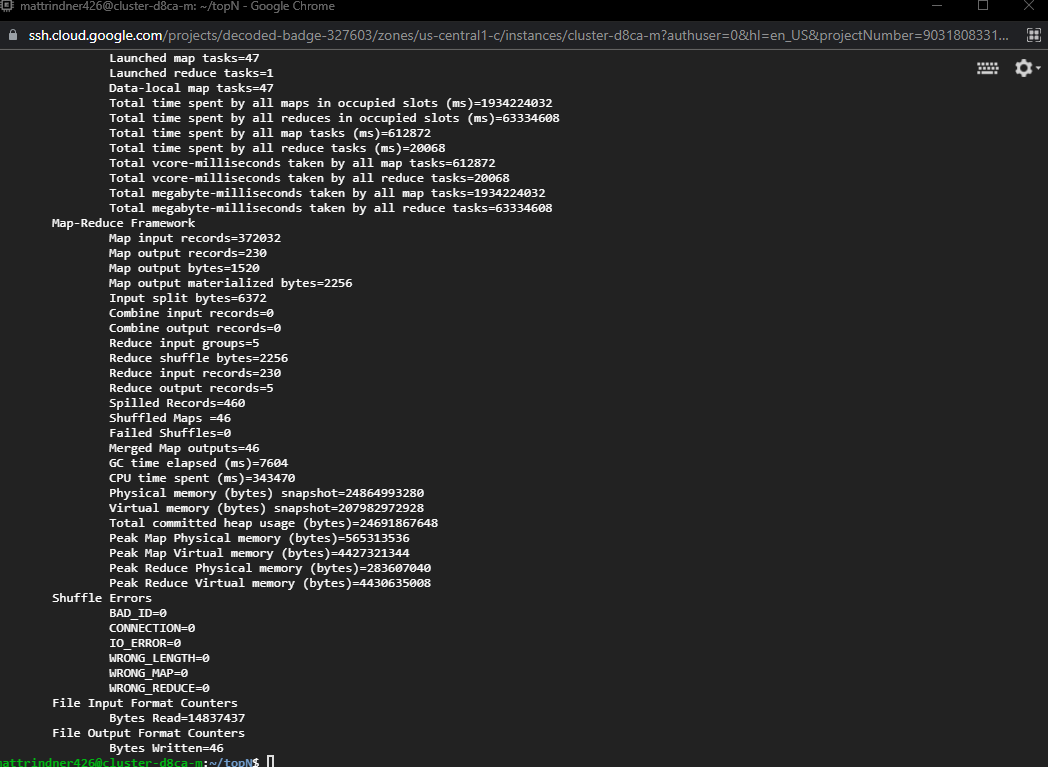 mattrindner426@cluster-d8ca-m: ~/topN - Google Chrome
ssh.cloud.google.com/projects/decoded-badge-327603/zones/us-central1-c/instances/cluster-d8ca-m?authuser=0&hl=en_US&projectNumber=9031808331...
Launched map tasks=47
Launched reduce tasks=1
Data-local map tasks=47
Total time spent by all maps in occupied slots (ms)=1934224032
Total time spent by all reduces in occupied slots (ms)=63334608
Total time spent by all map tasks (ms)=612872
Total time spent by all reduce tasks (ms)=20068
Total vcore-milliseconds taken by all map tasks=612872
Total vcore-milliseconds taken by all reduce tasks=20068
Total megabyte-milliseconds taken by all map tasks=1934224032
Total megabyte-milliseconds taken by all reduce tasks=63334608
Map-Reduce Framework
Map input records=372032
Map output records=230
Map output bytes=1520
Map output materialized bytes=2256
Input split bytes=6372
Combine input records=0
Combine output records=0
Reduce input groups=5
Reduce shuffle bytes=2256
Reduce input records=230
Reduce output records=5
Spilled Records=460
Shuffled Maps =46
Failed Shuffles=0
Merged Map outputs=46
GC time elapsed (ms)=7604
CPU time spent (ms)=343470
Physical memory (bytes) snapshot=24864993280
Virtual memory (bytes) snapshot=207982972928
Total committed heap usage (bytes)=24691867648
Peak Map Physical memory (bytes)=565313536
Peak Map Virtual memory (bytes)=4427321344
Peak Reduce Physical memory (bytes)=283607040
Peak Reduce Virtual memory (bytes)=4430635008
Shuffle Errors
BAD_ID=0
CONNECTION=0
IO_ERROR=0
WRONG_LENGTH=0
WRONG_MAP=0
WRONG_REDUCE=0
File Input Format Counters
Bytes Read=14837437
File Output Format Counters
Bytes Written=46
mattrindner426@cluster-d8ca-m:~/topN$